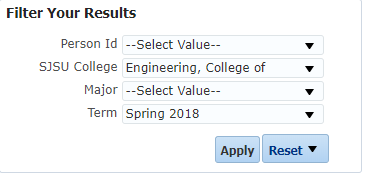 Filter Your Results
Person Id --Select Value--
SJSU College Engineering, College of
Major --Select Value--
Term Spring 2018
Apply Reset